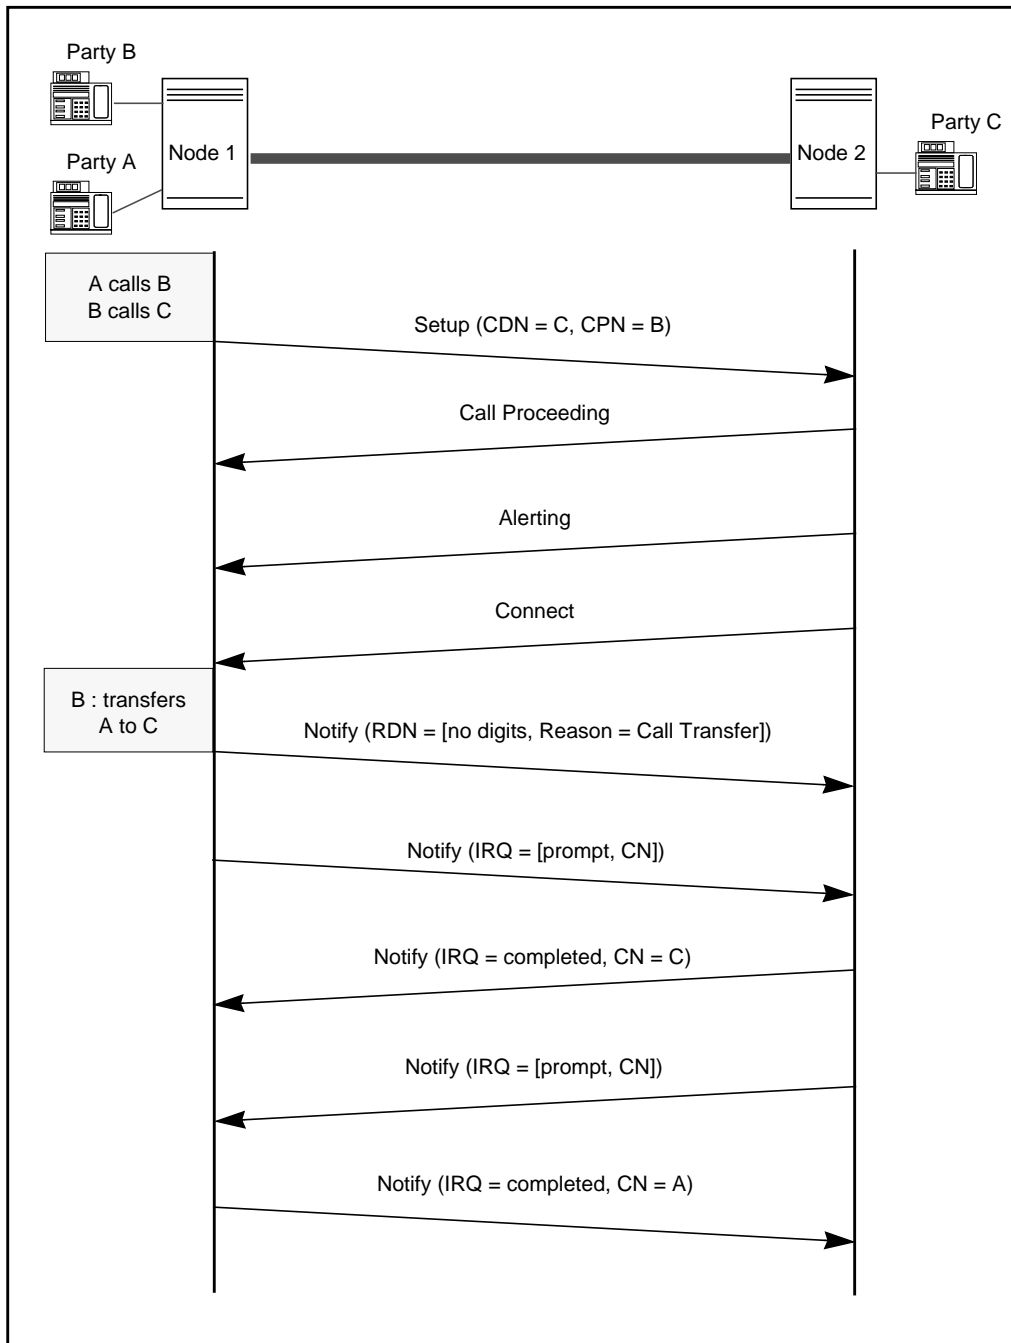 Party B
Party C
Node 1
Node 2
Party A
A calls B
B calls C
Setup (CDN = C, CPN = B)
Call Proceeding
Alerting
Connect
B : transfers
A to C
Notify (RDN = [no digits, Reason = Call Transfer])
Notify (IRQ = [prompt, CN])
Notify (IRQ = completed, CN = C)
Notify (IRQ = [prompt, CN])
Notify (IRQ = completed, CN = A)